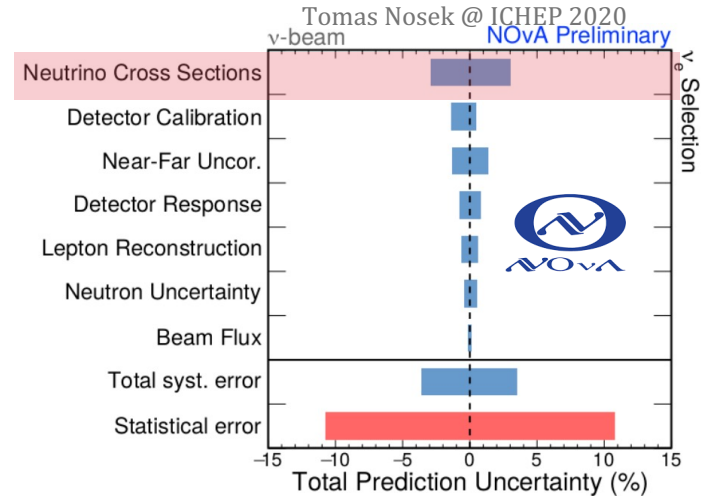 Tomas Nosek @ ICHEP 2020
ν-beam
NOνA Preliminary
Neutrino Cross Sections
Detector Calibration
Near-Far Uncor.
Detector Response
Lepton Reconstruction
Neutron Uncertainty
Beam Flux
Total syst. error
Statistical error
νe Selection
NOνA
−15 −10 −5 0 5 10 15
Total Prediction Uncertainty (%)